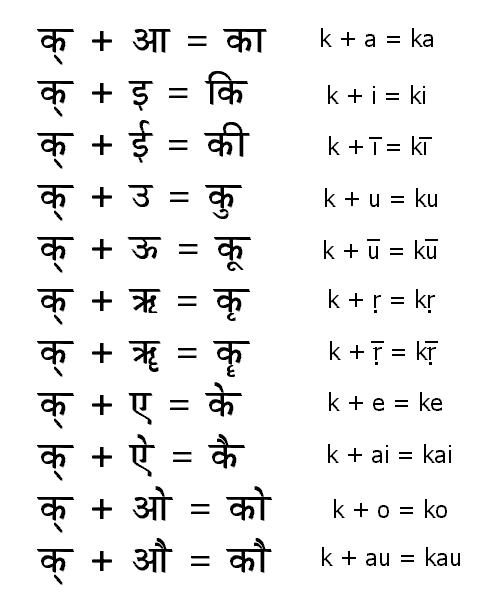 क् + आ = का k + a = ka
क् + इ = कि k + i = ki
क् + ई = की k + ī = kī
क् + उ = कु k + u = ku
क् + ऊ = कू k + ū = kū
क् + ऋ = कृ k + ṛ = kṛ
क् + ॠ = कॄ k + ṝ = kṝ
क् + ए = के k + e = ke
क् + ऐ = कै k + ai = kai
क् + ओ = को k + o = ko
क् + औ = कौ k + au = kau